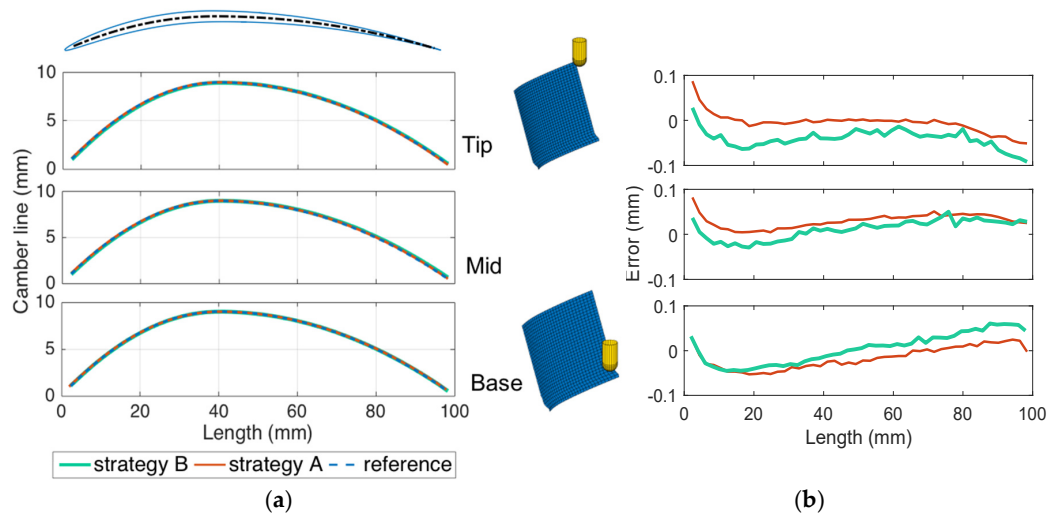 10
5
0
Tip
10
5
0
Mid
10
5
0
Base
0 20 40 60 80 100
Length (mm)
Camber line (mm)
strategy B strategy A reference
(a)
0.1
0
-0.1
0.1
0
-0.1
0.1
0
-0.1
0 20 40 60 80 100
Length (mm)
Error (mm)
(b)